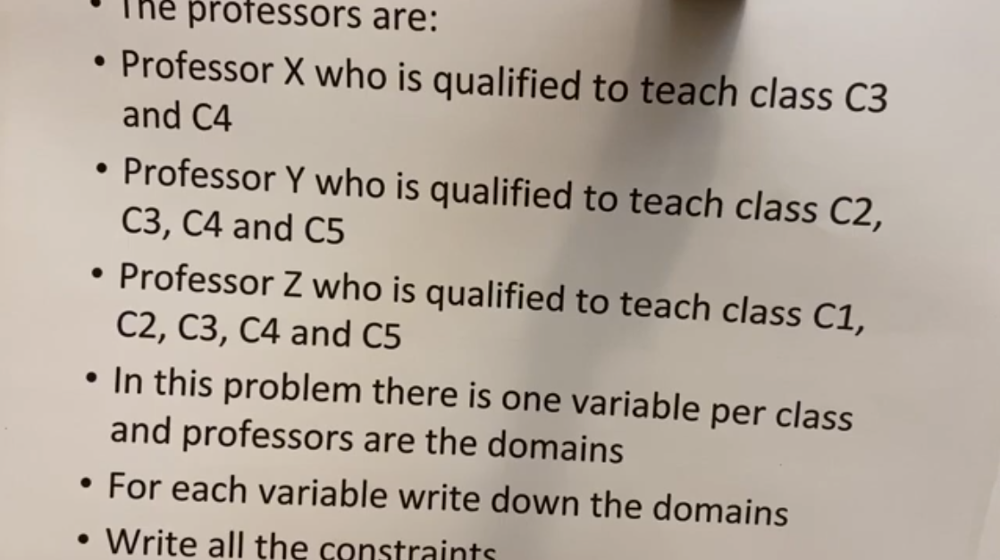 • The professors are:
• Professor X who is qualified to teach class C3
and C4
• Professor Y who is qualified to teach class C2,
C3, C4 and C5
• Professor Z who is qualified to teach class C1,
C2, C3, C4 and C5
• In this problem there is one variable per class
and professors are the domains
• For each variable write down the domains
• Write all the constraints